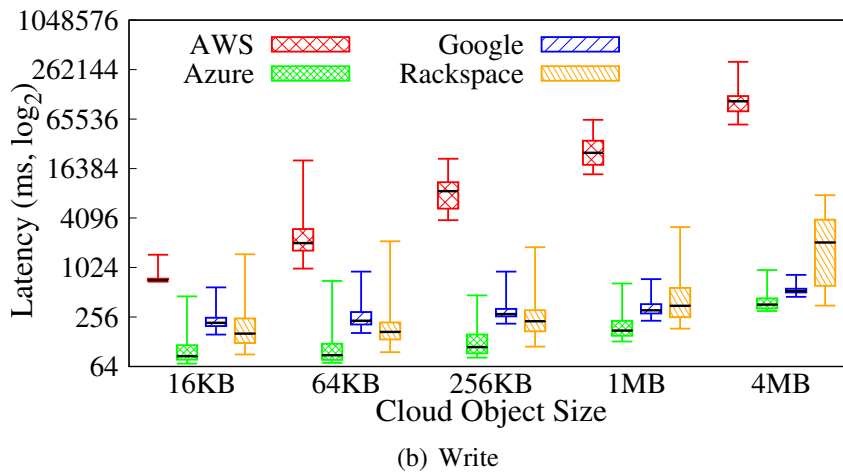 1048576
262144
65536
16384
4096
1024
256
64
Latency (ms, log2)
AWS
Azure
Google
Rackspace
16KB 64KB 256KB 1MB 4MB
Cloud Object Size
(b) Write